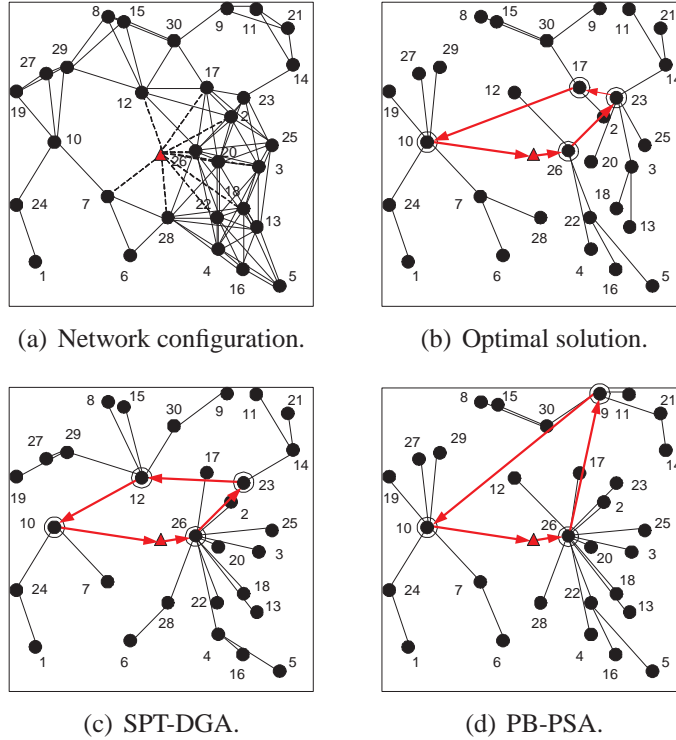 8 15 30 9 11 21
27 29 17 14
19 12 23
2
10 25
26 20 3
24 7 18
22 13
28
1 6 4 16 5
(a) Network configuration.
8 15 30 9 11 21
27 29 17 14
19 12 23
2
10 25
26 20 3
24 7 18
22 13
28
1 6 4 16 5
(b) Optimal solution.
8 15 30 9 11 21
27 29 17 14
19 12 23
10 26 2
25
20 3
24 7 18
22 13
28
1 6 4 16 5
(c) SPT-DGA.
8 15 30 9 11 21
27 29 17 14
19 12 23
10 26 2
25
20 3
24 7 18
22 13
28
1 6 4 16 5
(d) PB-PSA.